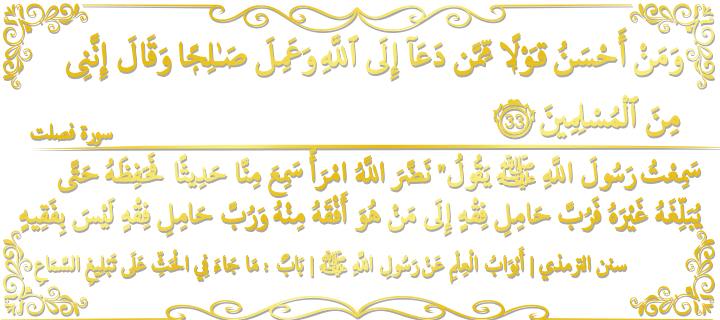 وَمَنْ أَحْسَنُ قَوْلًا مِّمَّن دَعَآ إِلَى ٱللَّهِ وَعَمِلَ صَـٰلِحًا وَقَالَ إِنَّنِى
مِنَ ٱلْمُسْلِمِينَ 33
سورة فصلت
سَمِعْتُ رَسُولَ اللَّهِ ﷺ يَقُولُ" نَضَّرَ اللَّهُ امْرَأً سَمِعَ مِنَّا حَدِيثًا فَحَفِظَهُ حَتَّى
يُبَلِّغَهُ غَيْرَهُ فَرُبَّ حَامِلِ فِقْهٍ إِلَى مَنْ هُوَ أَفْقَهُ مِنْهُ وَرُبَّ حَامِلِ فِقْهٍ لَيْسَ بِفَقِيهٍ
سنن الترمذي | أَبْوَابُ الْعِلْمِ عَنْ رَسُولِ اللَّهِ ﷺ | بَابٌ : مَا جَاءَ فِي الْحَثِّ عَلَى تَبْلِيغِ السَّمَاعِ